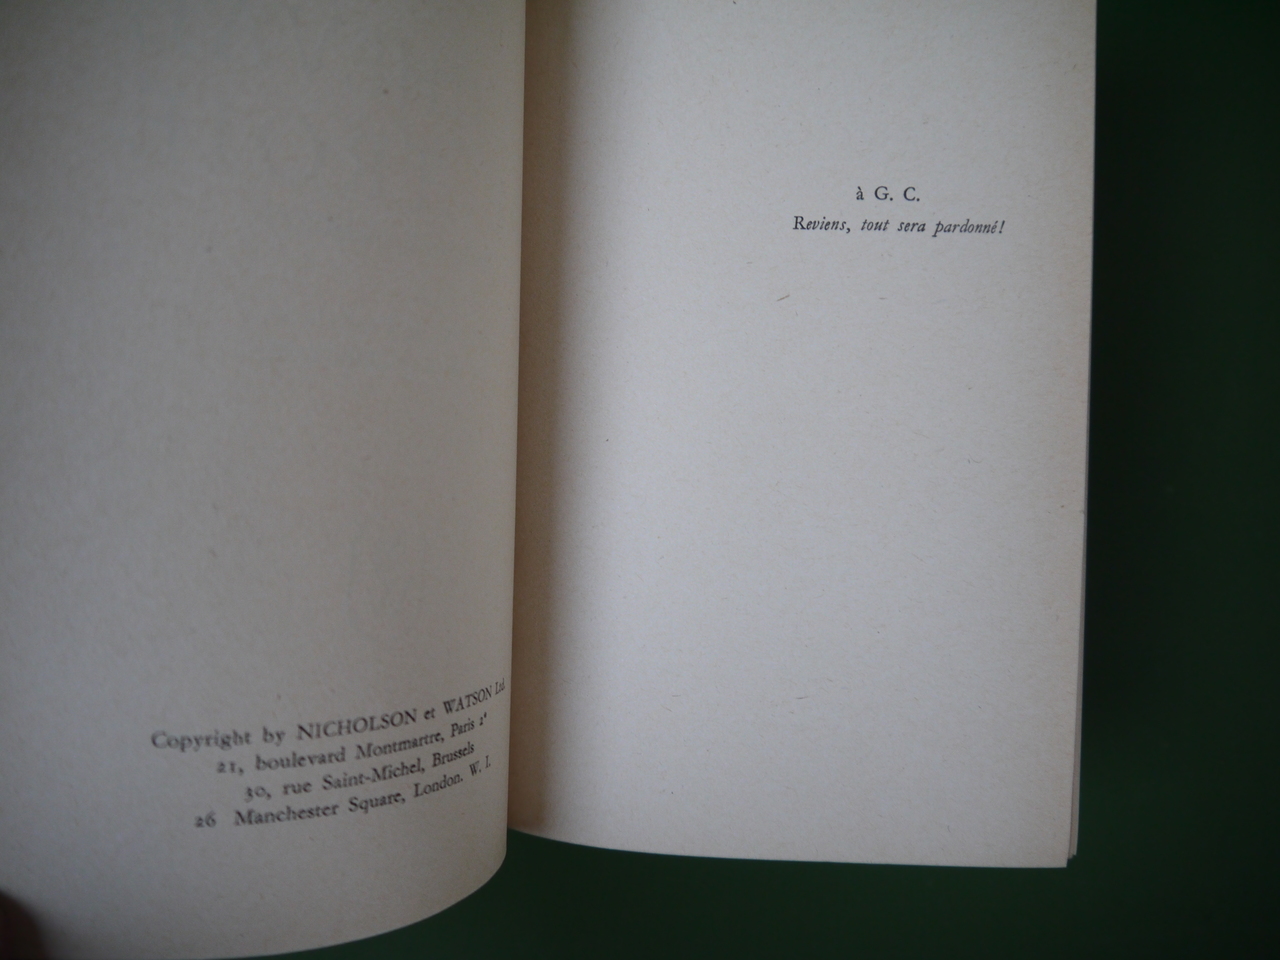 Copyright by NICHOLSON et WATSON Ltd.
21, boulevard Montmartre, Paris 2ᵉ
30, rue Saint-Michel, Brussels
26 Manchester Square, London. W. I.
à G. C.
Reviens, tout sera pardonné!